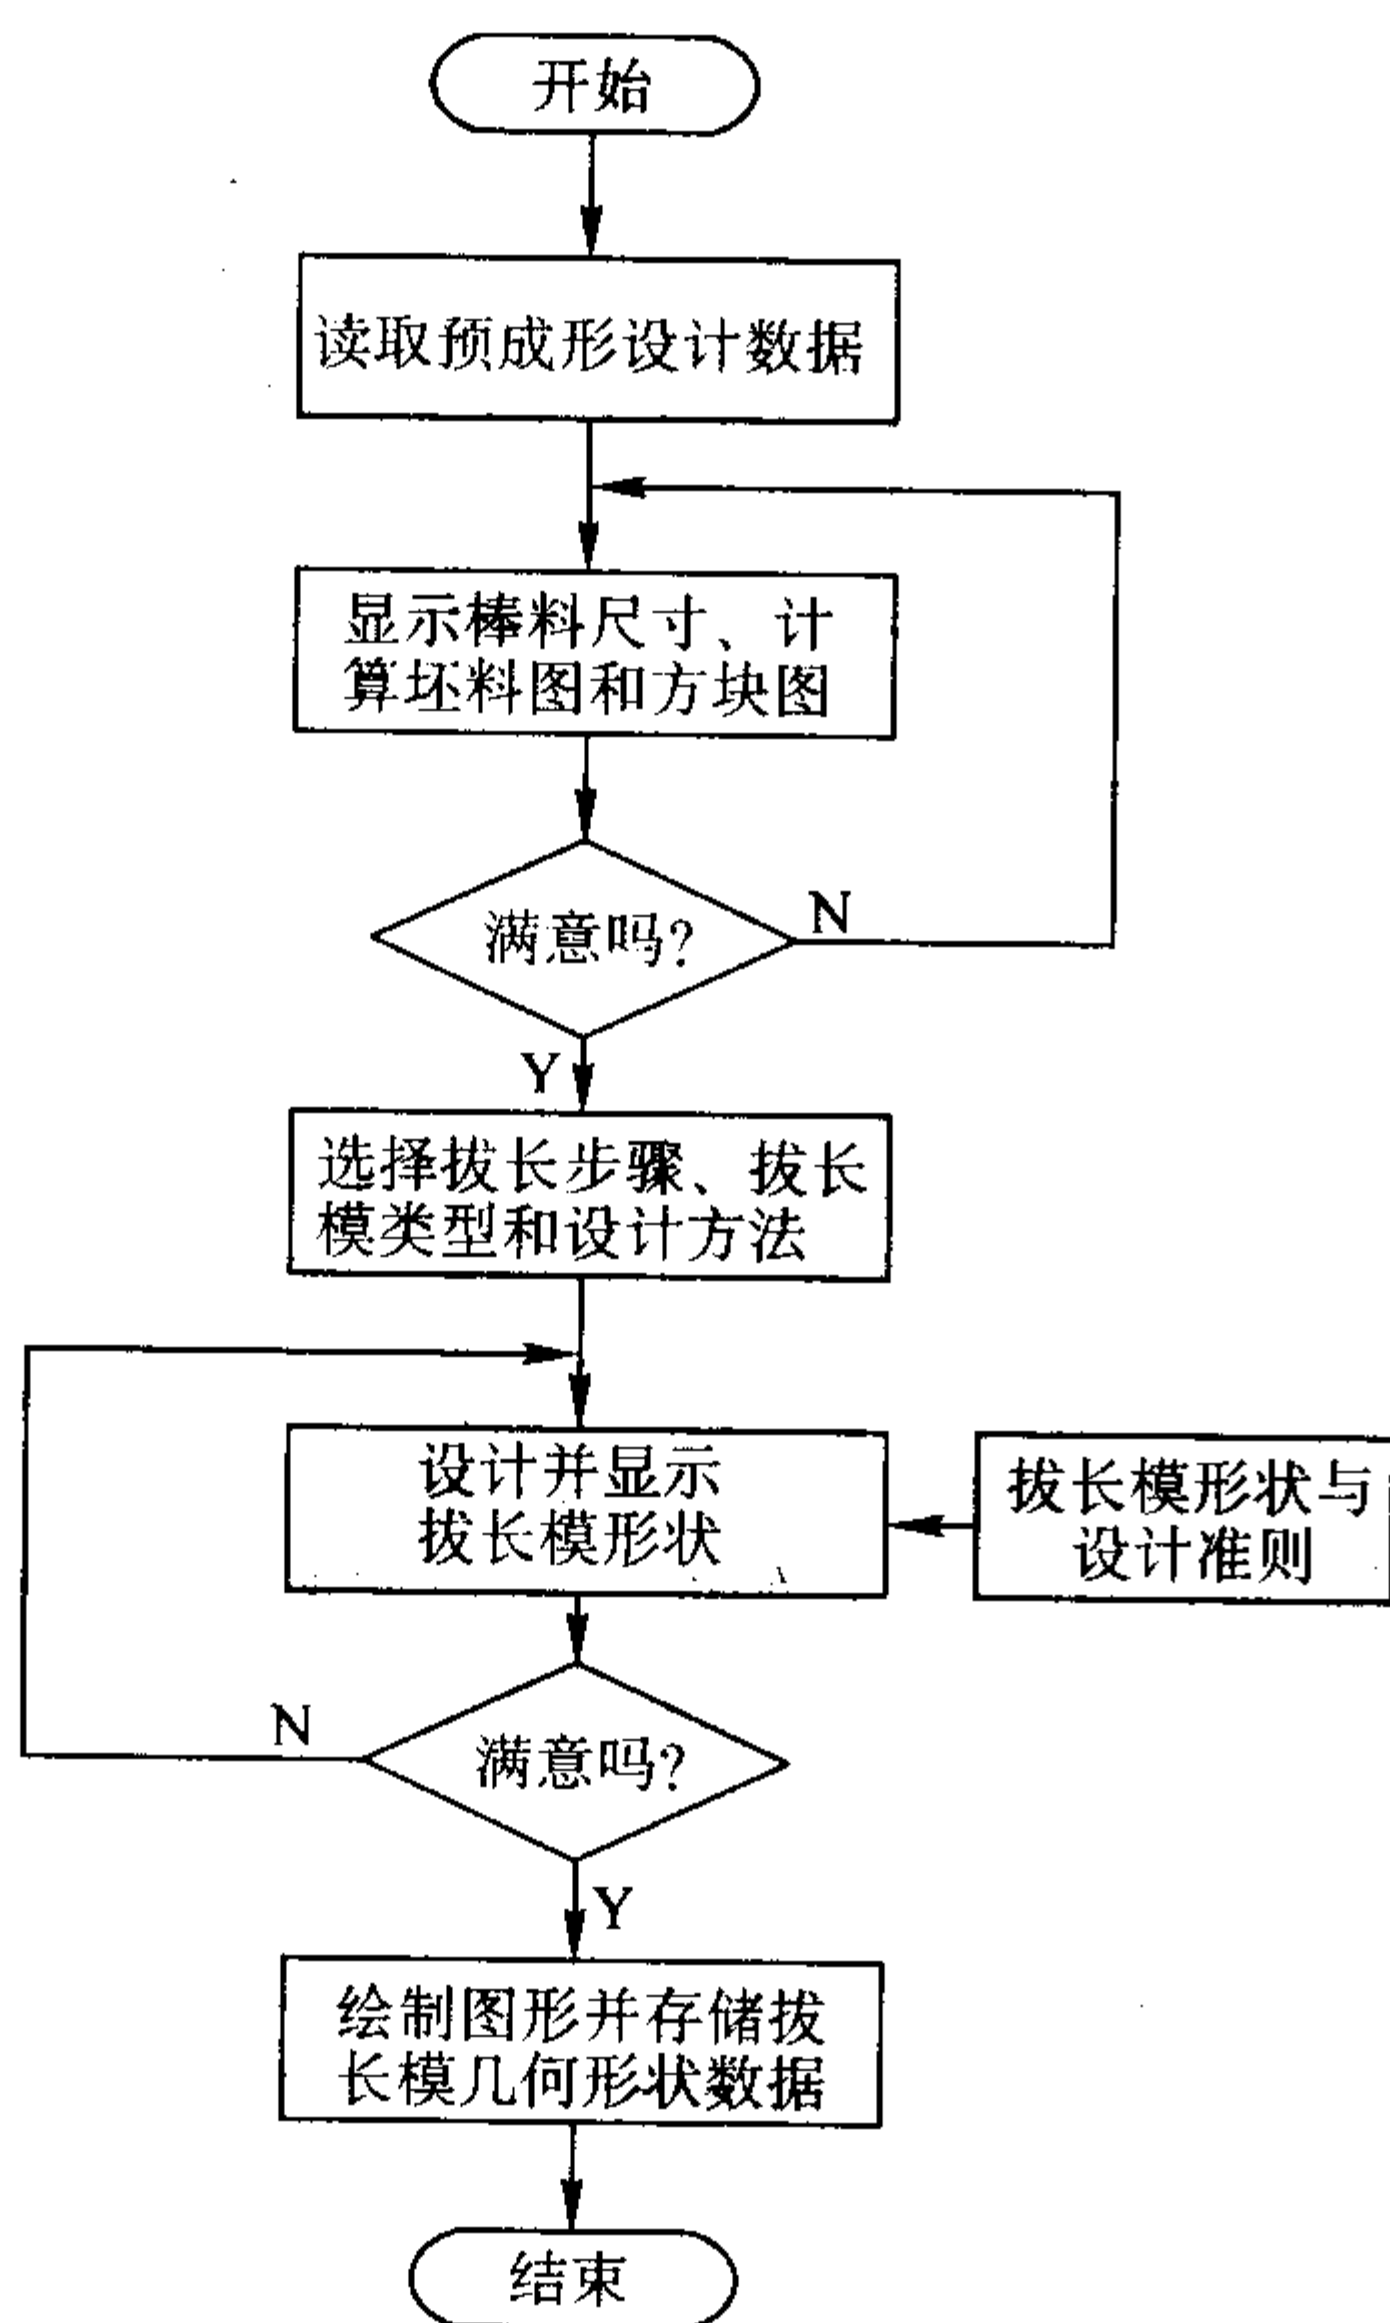 开始
读取预成形设计数据
显示棒料尺寸、计
算坯料图和方块图
满意吗?
N
Y
选择拔长步骤、拔长
模类型和设计方法
设计并显示
拔长模形状
拔长模形状与
设计准则
满意吗?
N
Y
绘制图形并存储拔
长模几何形状数据
结束